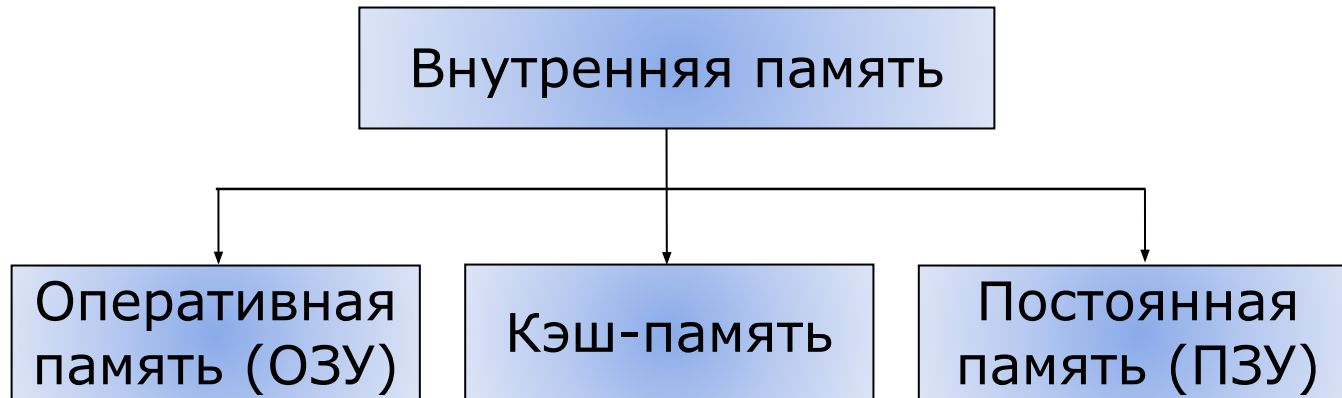 Внутренняя память
Оперативная
память (ОЗУ)
Кэш-память
Постоянная
память (ПЗУ)